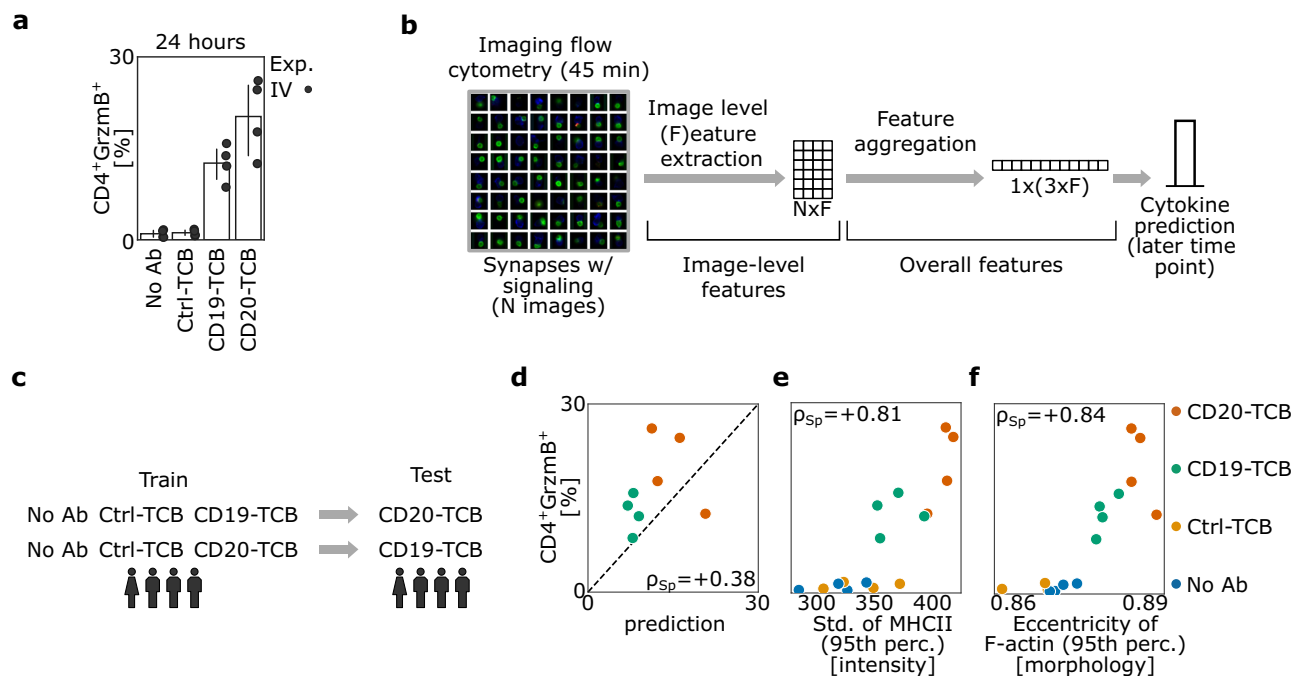 a
24 hours
30
0
CD4+GrzmB+
[%]
Exp.
IV
No Ab
Ctrl-TCB
CD19-TCB
CD20-TCB
b
Imaging flow
cytometry (45 min)
Synapses w/
signaling
(N images)
Image level
(F)eature
extraction
Image-level
features
NxF
Feature
aggregation
1x(3xF)
Overall features
Cytokine
prediction
(later time
point)
c
Train
Test
No Ab Ctrl-TCB CD19-TCB
CD20-TCB
No Ab Ctrl-TCB CD20-TCB
CD19-TCB
d
30
0
CD4+GrzmB+
[%]
ρSp=+0.38
0
30
prediction
e
ρSp=+0.81
300
350
400
Std. of MHCII
(95th perc.)
[intensity]
f
ρSp=+0.84
0.86
0.89
Eccentricity of
F-actin (95th perc.)
[morphology]
CD20-TCB
CD19-TCB
Ctrl-TCB
No Ab